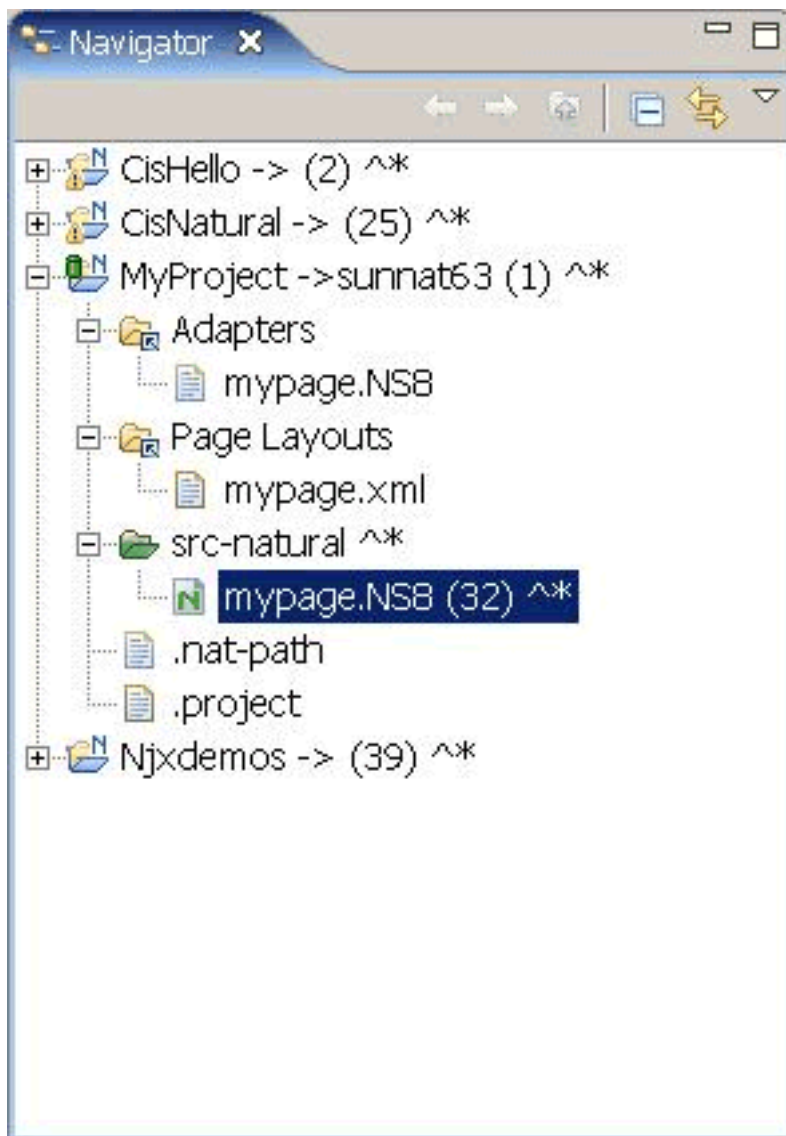 Navigator
CisHello -> (2) ^*
CisNatural -> (25) ^*
MyProject ->sunnat63 (1) ^*
Adapters
mypage.NS8
Page Layouts
mypage.xml
src-natural ^*
mypage.NS8 (32) ^*
.nat-path
.project
Njxdemos -> (39) ^*